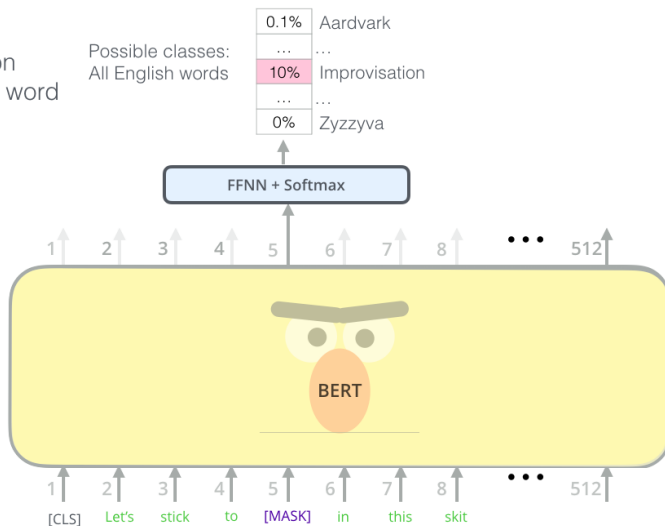 0.1% Aardvark
... ...
Possible classes:
All English words
10% Improvisation
on
word
... ...
0% Zyzzyva
FFNN + Softmax
1 2 3 4 5 6 7 8 ••• 512
BERT
1 2 3 4 5 6 7 8 ••• 512
[CLS] Let's stick to [MASK] in this skit